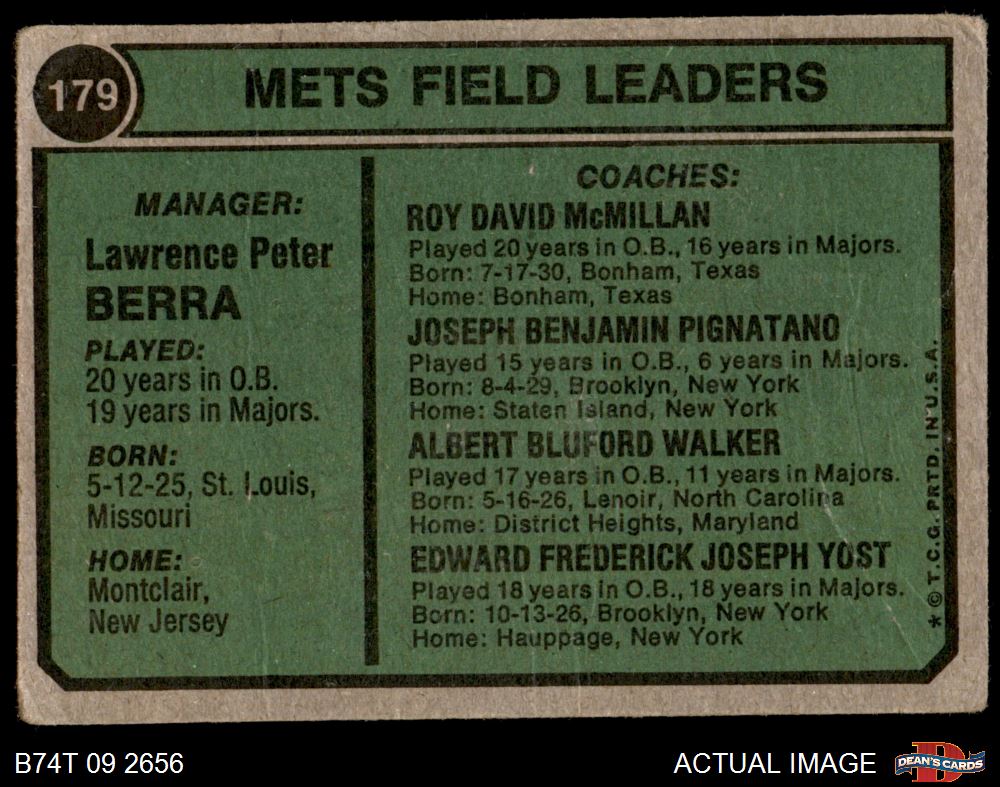 179
METS FIELD LEADERS
MANAGER:
Lawrence Peter
BERRA
PLAYED:
20 years in O.B.
19 years in Majors.
BORN:
5-12-25, St. Louis,
Missouri
HOME:
Montclair,
New Jersey
COACHES:
ROY DAVID McMILLAN
Played 20 years in O.B., 16 years in Majors.
Born: 7-17-30, Bonham, Texas
Home: Bonham, Texas
JOSEPH BENJAMIN PIGNATANO
Played 15 years in O.B., 6 years in Majors.
Born: 8-4-29, Brooklyn, New York
Home: Staten Island, New York
ALBERT BLUFORD WALKER
Played 17 years in O.B., 11 years in Majors.
Born: 5-16-26, Lenoir, North Carolina
Home: District Heights, Maryland
EDWARD FREDERICK JOSEPH YOST
Played 18 years in O.B., 18 years in Majors.
Born: 10-13-26, Brooklyn, New York
Home: Hauppage, New York
* © T.C.G. PRTD. IN U.S.A.
B74T 09 2656
ACTUAL IMAGE
B
DEAN'S CARDS